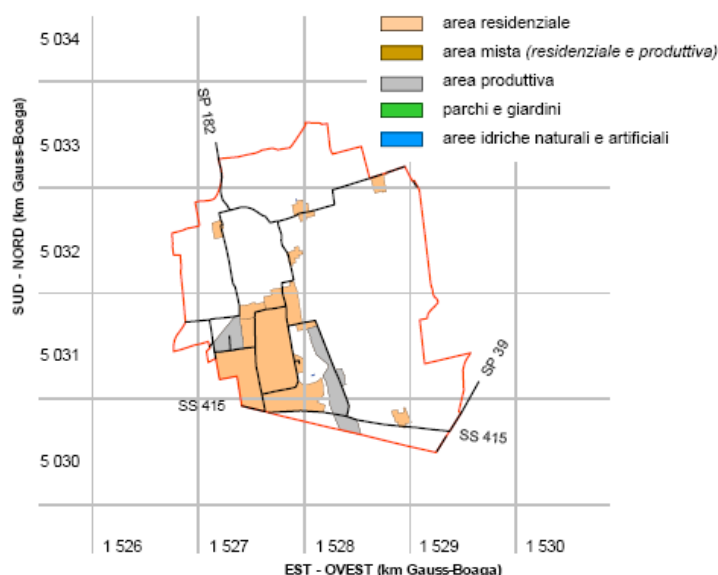 area residenziale
area mista (residenziale e produttiva)
area produttiva
parchi e giardini
aree idriche naturali e artificiali
5 034
5 033
5 032
5 031
5 030
SUD - NORD (km Gauss-Boaga)
SP 182
SP 39
SS 415
SS 415
1 526
1 527
1 528
1 529
1 530
EST - OVEST (km Gauss-Boaga)